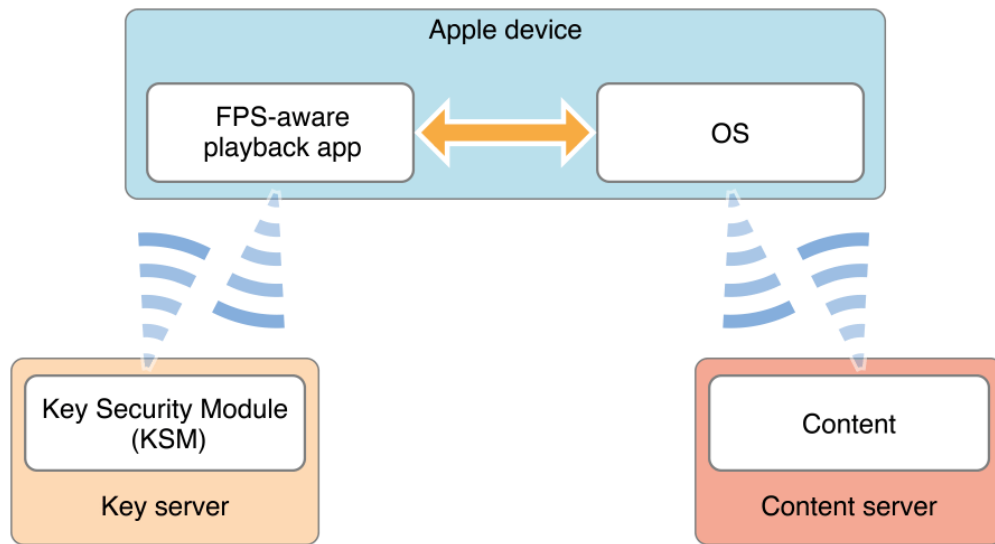 Apple device
FPS-aware
playback app
OS
Key Security Module
(KSM)
Key server
Content
Content server